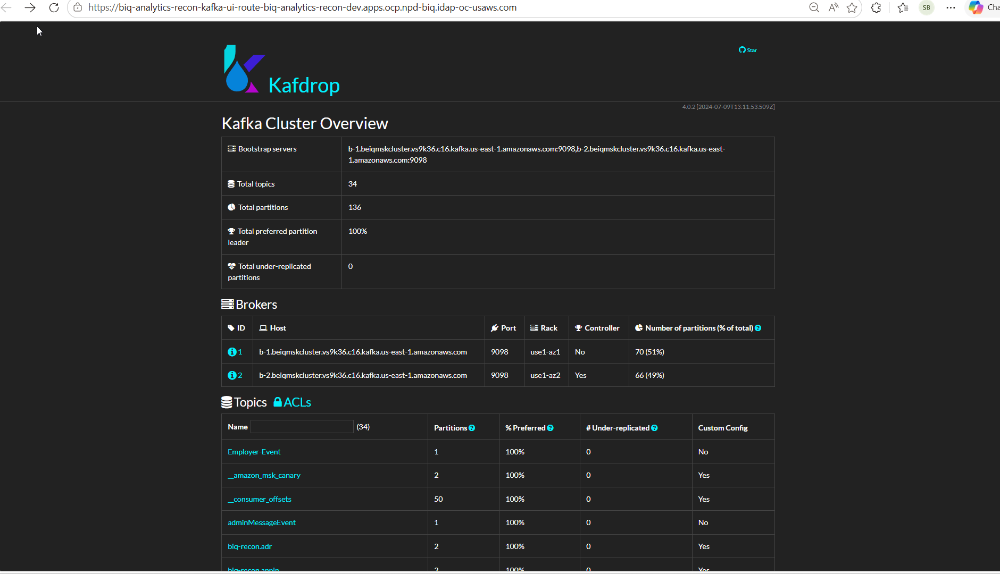 https://biq-analytics-recon-kafka-ui-route-biq-analytics-recon-dev.apps.ocp.npd-biq.idap-oc-usaws.com
SB
Cha
Star
Kafdrop
4.0.2 [2024-07-09T13:11:53.509Z]
Kafka Cluster Overview
Bootstrap servers
b-1.beiqmskcluster.vs9k36.c16.kafka.us-east-1.amazonaws.com:9098,b-2.beiqmskcluster.vs9k36.c16.kafka.us-east-
1.amazonaws.com:9098
Total topics 34
Total partitions 136
Total preferred partition
leader
100%
Total under-replicated
partitions
0
Brokers
ID Host Port Rack Controller Number of partitions (% of total)
1 b-1.beiqmskcluster.vs9k36.c16.kafka.us-east-1.amazonaws.com 9098 use1-az1 No 70 (51%)
2 b-2.beiqmskcluster.vs9k36.c16.kafka.us-east-1.amazonaws.com 9098 use1-az2 Yes 66 (49%)
Topics ACLs
Name (34) Partitions % Preferred # Under-replicated Custom Config
Employer-Event 1 100% 0 No
__amazon_msk_canary 2 100% 0 Yes
__consumer_offsets 50 100% 0 Yes
adminMessageEvent 1 100% 0 No
biq-recon.adr 2 100% 0 Yes
biq-recon.appln 2 100% 0 Yes